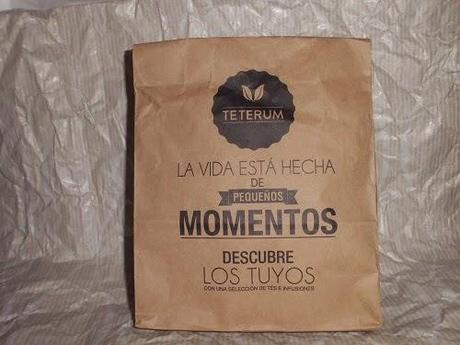 TETERUM
LA VIDA ESTÁ HECHA
DE
PEQUEÑOS
MOMENTOS
DESCUBRE
LOS TUYOS
CON UNA SELECCIÓN DE TÉS E INFUSIONES